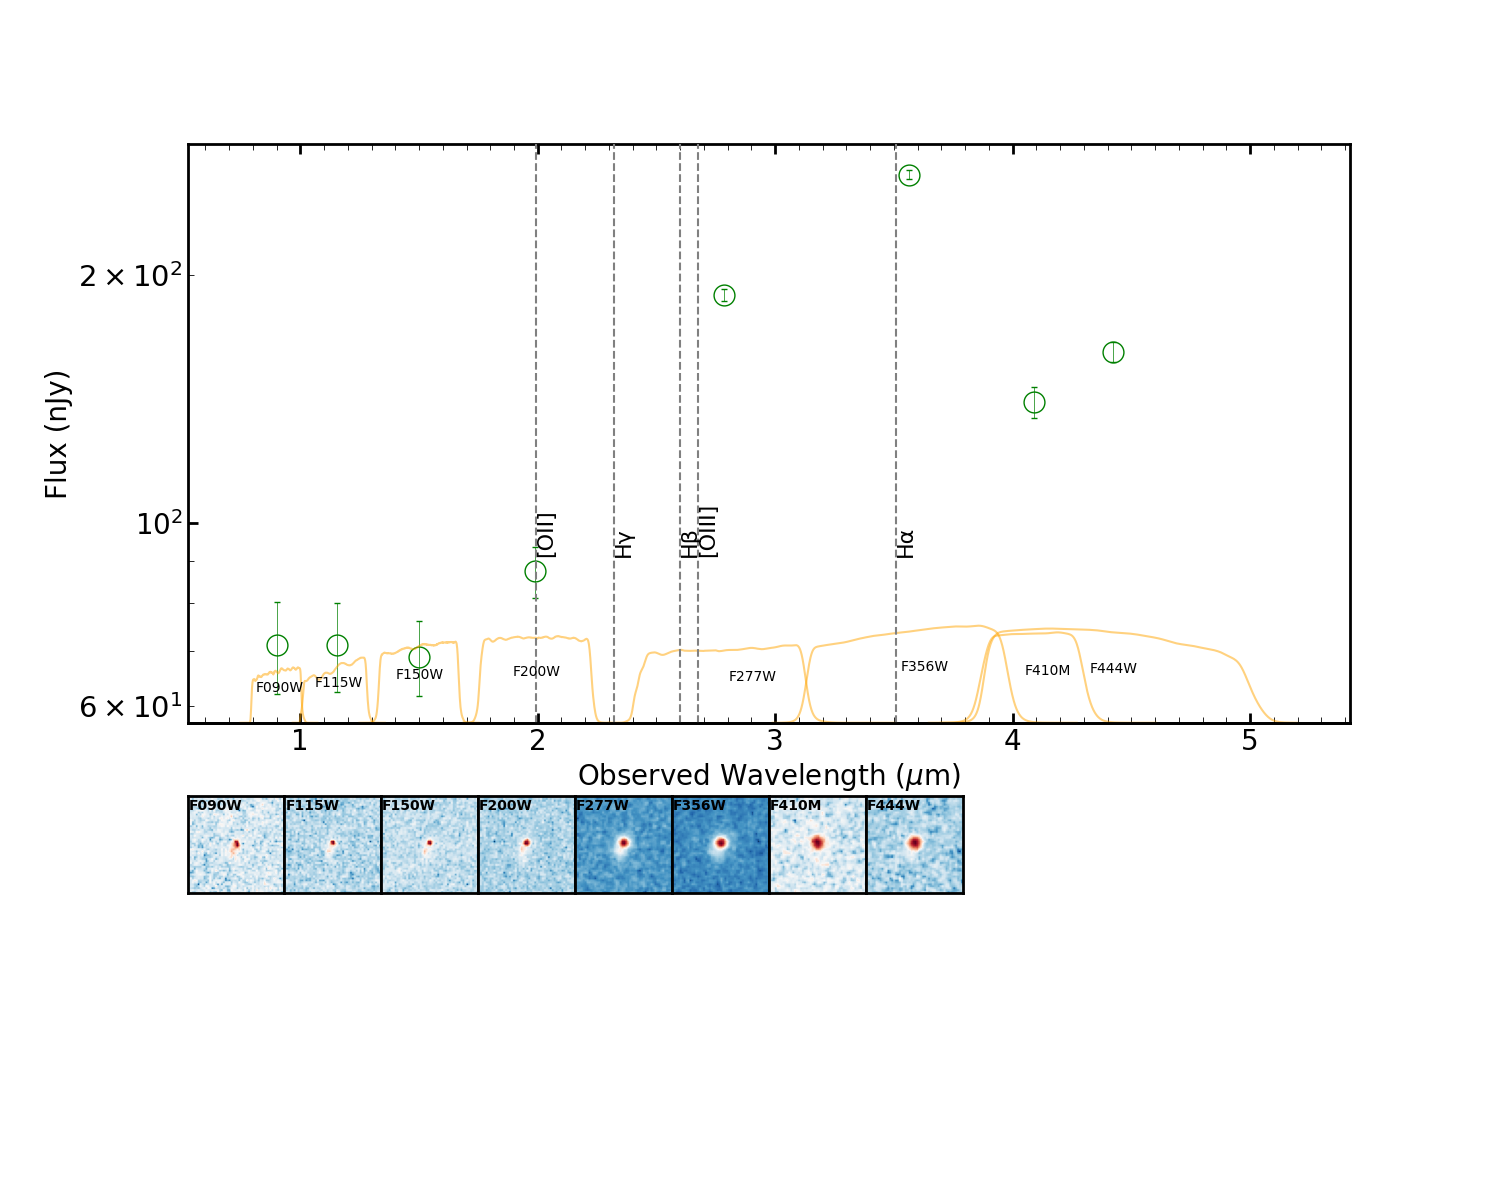 2 × 10²
10²
6 × 10¹
Flux (nJy)
[OII]
Hγ
Hβ
[OIII]
Hα
F090W
F115W
F150W
F200W
F277W
F356W
F410M
F444W
1 2 3 4 5
Observed Wavelength (μm)
F090W F115W F150W F200W F277W F356W F410M F444W